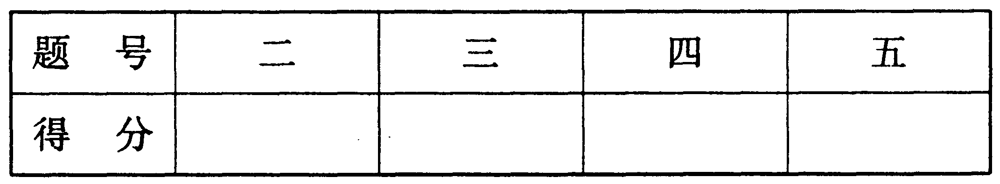 题 号 二 三 四 五
得 分